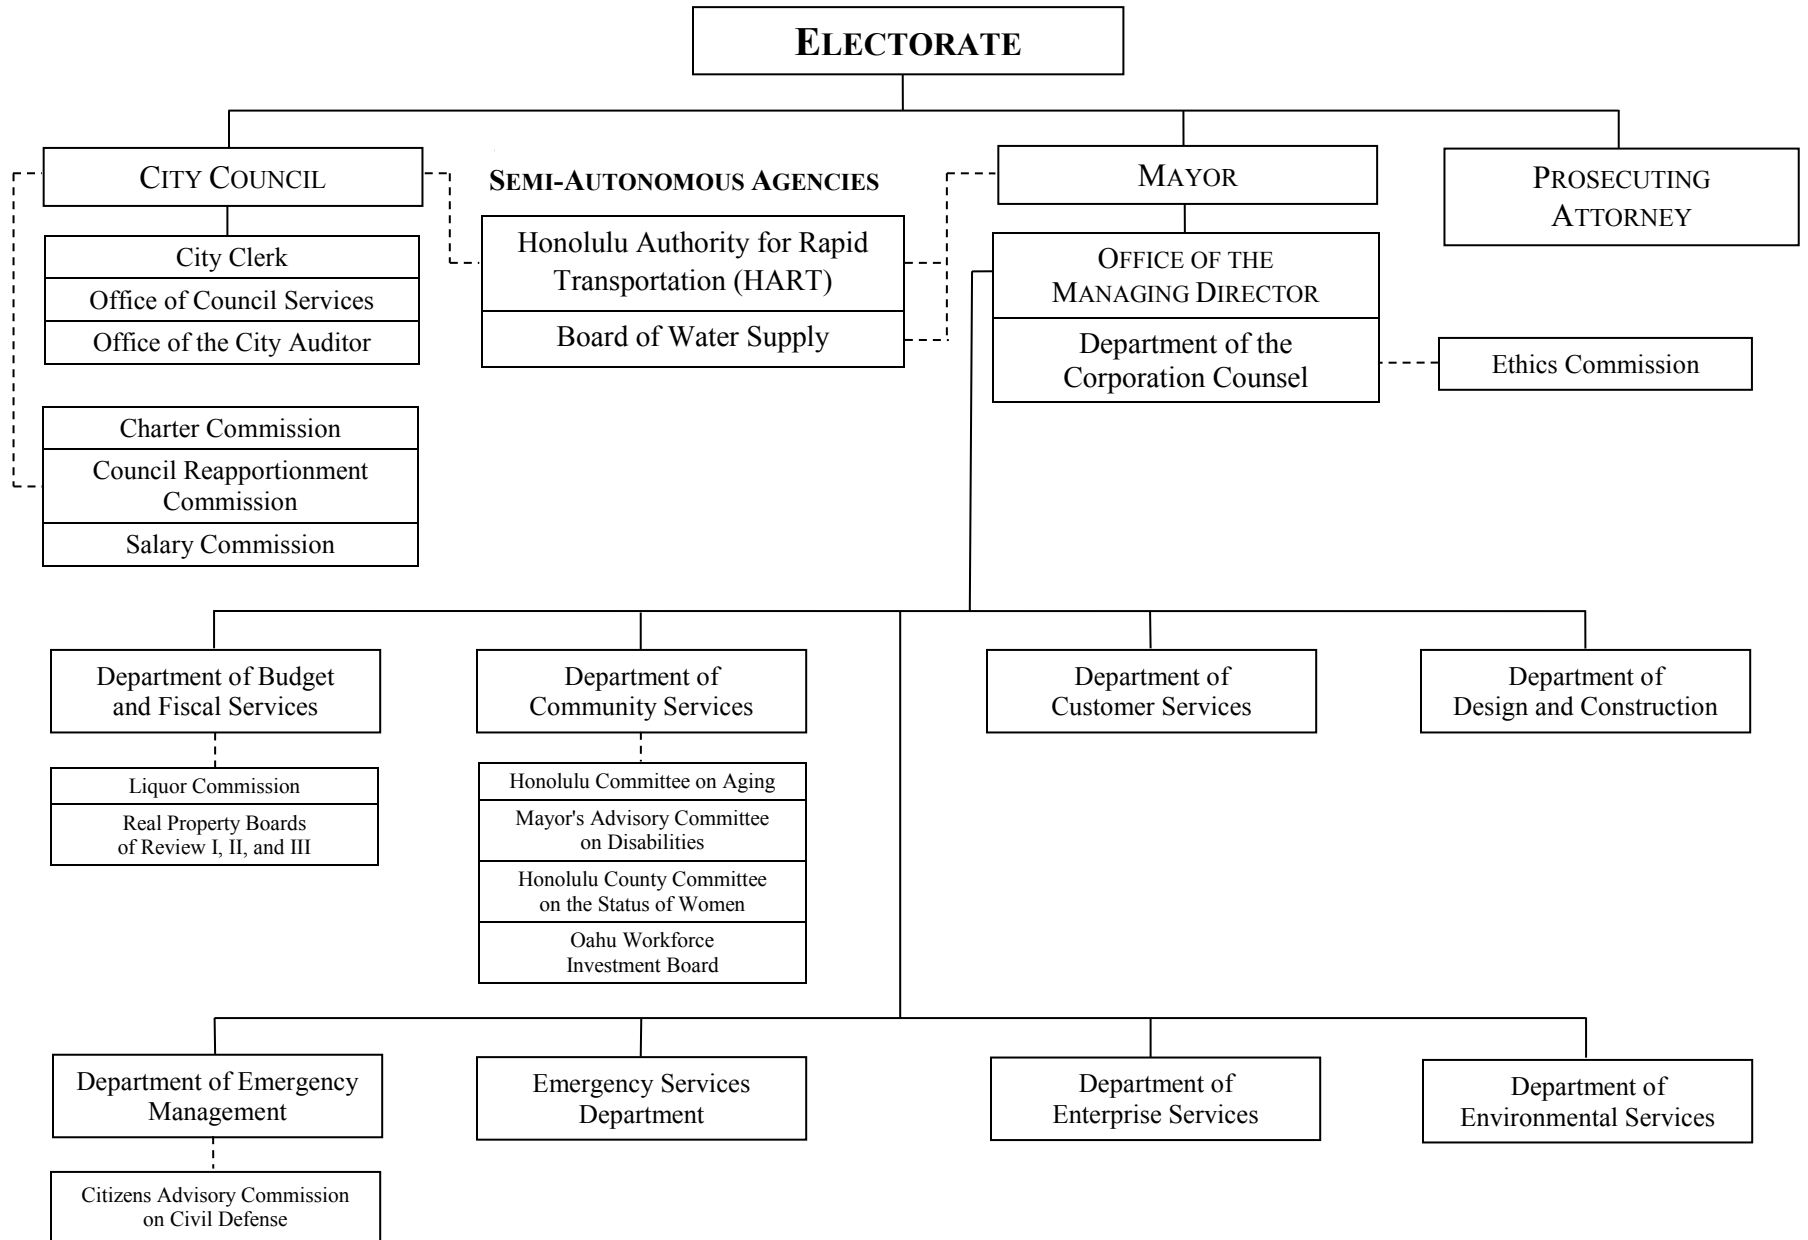 ELECTORATE
CITY COUNCIL
SEMI-AUTONOMOUS AGENCIES
MAYOR
PROSECUTING
ATTORNEY
City Clerk
Office of Council Services
Office of the City Auditor
Honolulu Authority for Rapid
Transportation (HART)
Board of Water Supply
OFFICE OF THE
MANAGING DIRECTOR
Department of the
Corporation Counsel
Ethics Commission
Charter Commission
Council Reapportionment
Commission
Salary Commission
Department of Budget
and Fiscal Services
Department of
Community Services
Department of
Customer Services
Department of
Design and Construction
Liquor Commission
Real Property Boards
of Review I, II, and III
Honolulu Committee on Aging
Mayor's Advisory Committee
on Disabilities
Honolulu County Committee
on the Status of Women
Oahu Workforce
Investment Board
Department of Emergency
Management
Emergency Services
Department
Department of
Enterprise Services
Department of
Environmental Services
Citizens Advisory Commission
on Civil Defense